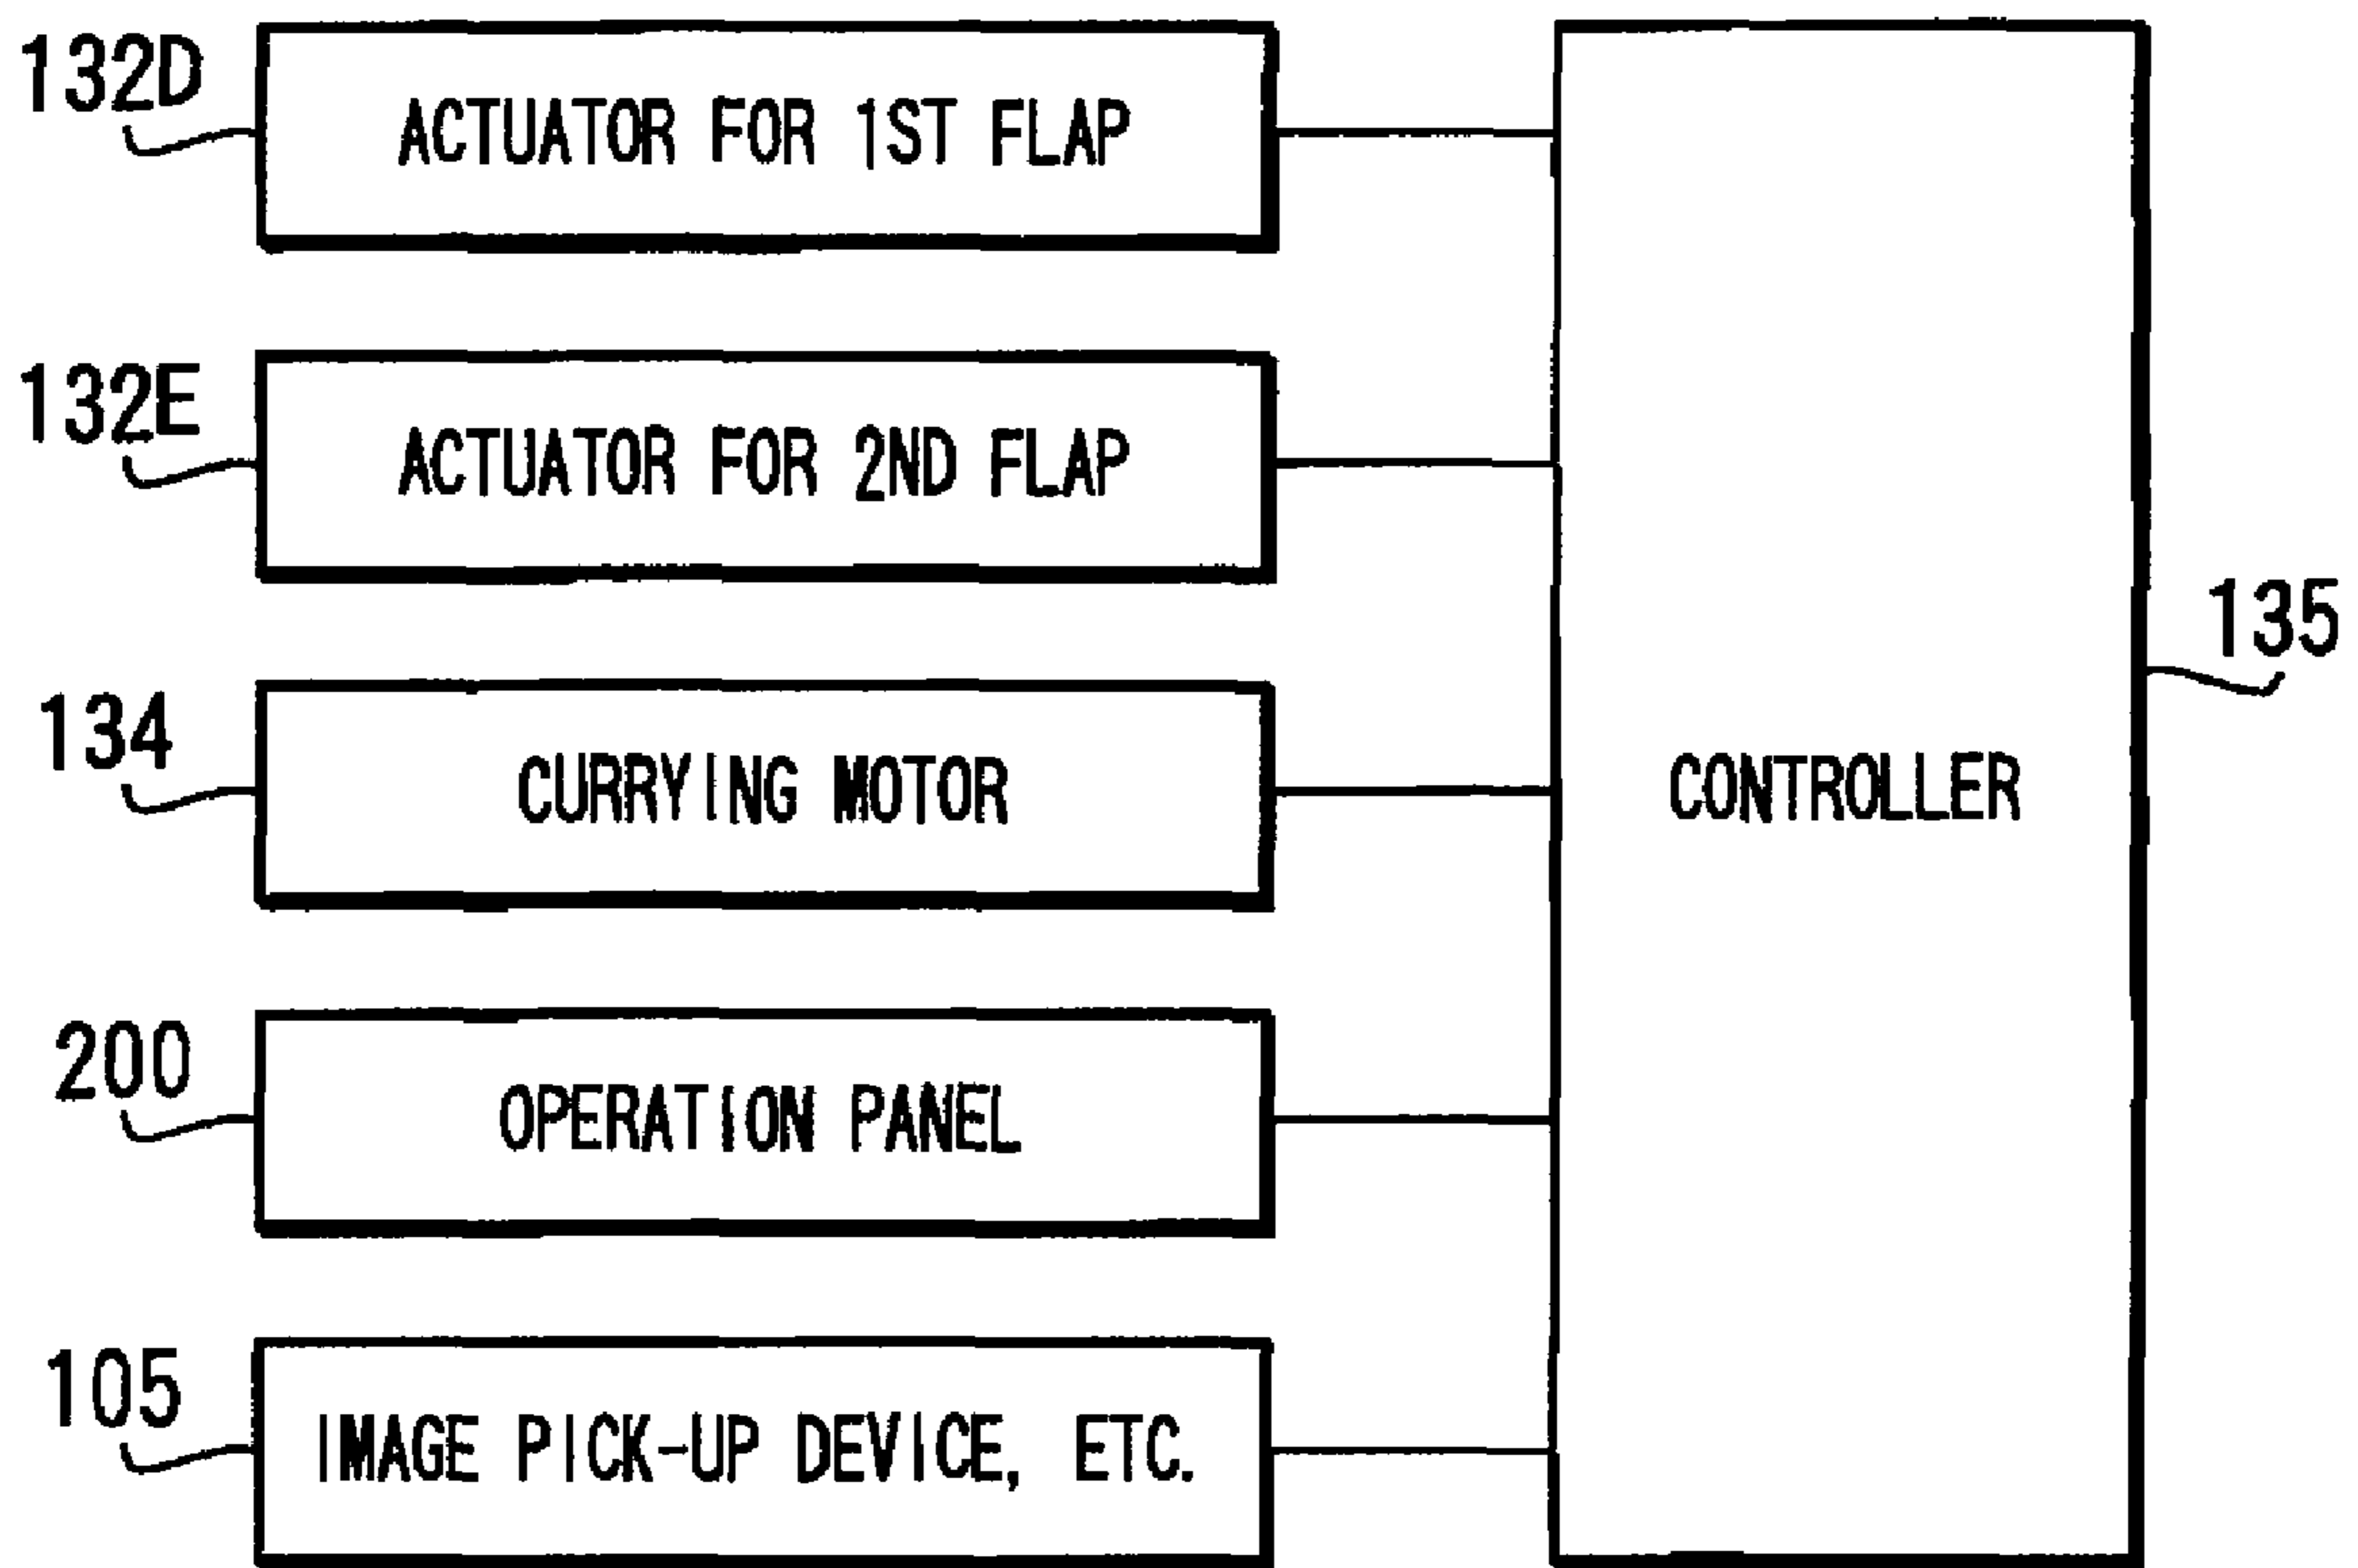 132D
ACTUATOR FOR 1ST FLAP
132E
ACTUATOR FOR 2ND FLAP
135
134
CURRYING MOTOR
CONTROLLER
200
OPERATION PANEL
105
IMAGE PICK-UP DEVICE, ETC.